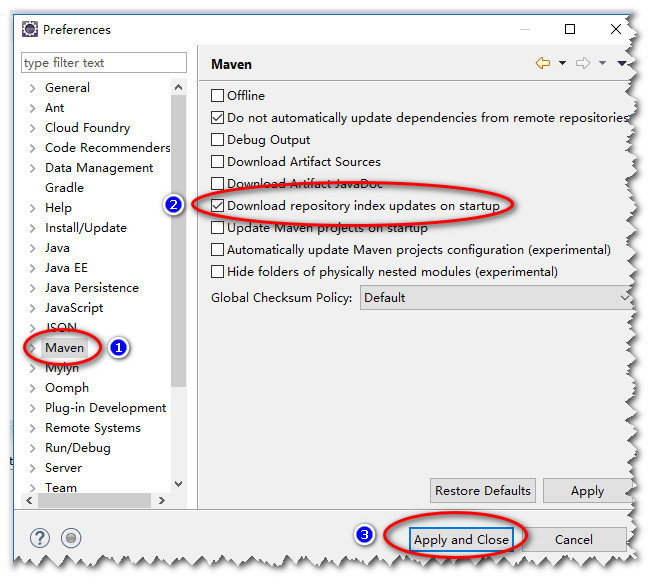 Preferences
type filter text
General
Ant
Cloud Foundry
Code Recommenders
Data Management
Gradle
Help
Install/Update
Java
Java EE
Java Persistence
JavaScript
JSON
Maven
1
Mylyn
Oomph
Plug-in Development
Remote Systems
Run/Debug
Server
Team
Maven
Offline
Do not automatically update dependencies from remote repositories
Debug Output
Download Artifact Sources
Download Artifact JavaDoc
2
Download repository index updates on startup
Update Maven projects on startup
Automatically update Maven projects configuration (experimental)
Hide folders of physically nested modules (experimental)
Global Checksum Policy: Default
Restore Defaults Apply
? 3 Apply and Close Cancel